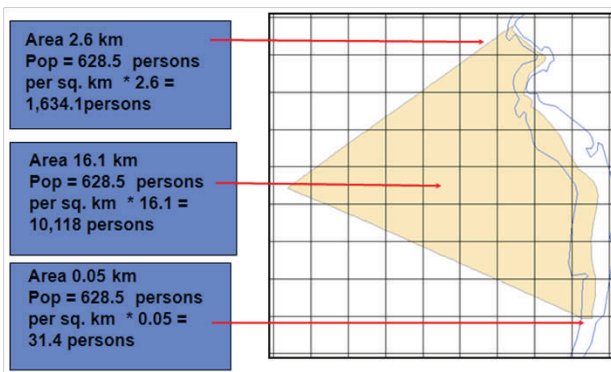 Area 2.6 km
Pop = 628.5 persons
per sq. km * 2.6 =
1,634.1persons
Area 16.1 km
Pop = 628.5 persons
per sq. km * 16.1 =
10,118 persons
Area 0.05 km
Pop = 628.5 persons
per sq. km * 0.05 =
31.4 persons